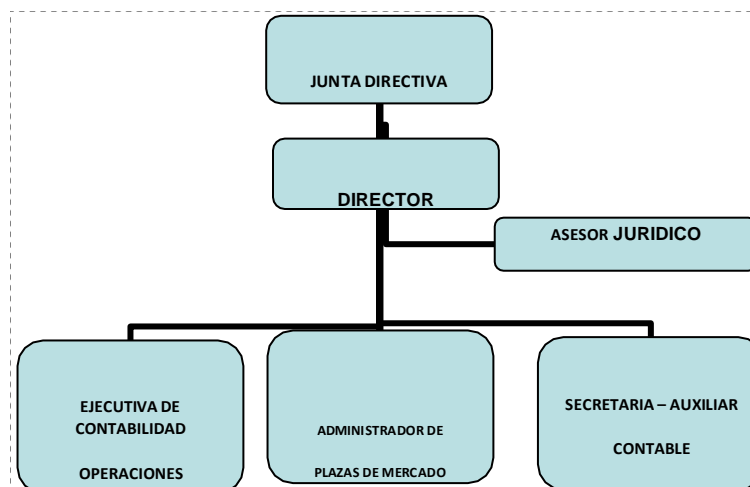 JUNTA DIRECTIVA
DIRECTOR
ASESOR JURIDICO
EJECUTIVA DE
CONTABILIDAD
OPERACIONES
ADMINISTRADOR DE
PLAZAS DE MERCADO
SECRETARIA – AUXILIAR
CONTABLE